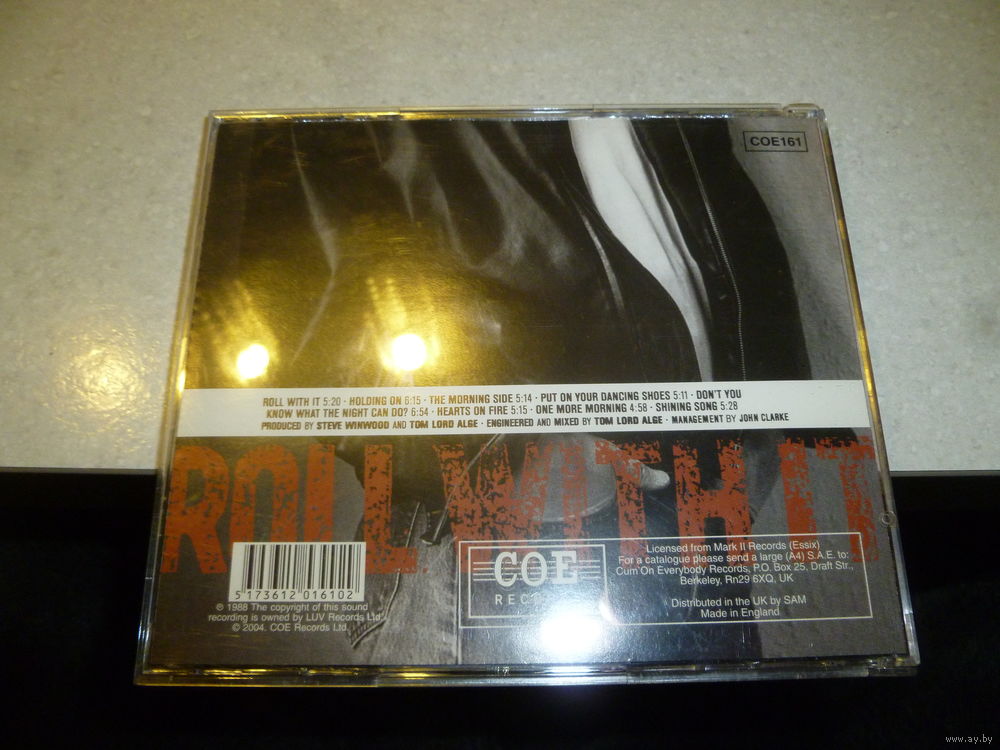 COE161
ROLL WITH IT 5:20 · HOLDING ON 6:15 · THE MORNING SIDE 5:14 · PUT ON YOUR DANCING SHOES 5:11 · DON'T YOU
KNOW WHAT THE NIGHT CAN DO? 6:54 · HEARTS ON FIRE 5:15 · ONE MORE MORNING 4:58 · SHINING SONG 5:28
PRODUCED BY STEVE WINWOOD AND TOM LORD ALGE · ENGINEERED AND MIXED BY TOM LORD ALGE · MANAGEMENT BY JOHN CLARKE
ROLL WITH IT
5 173612 016102
℗ 1988 The copyright of this sound
recording is owned by LUV Records Ltd.
© 2004. COE Records Ltd.
COE
Licensed from Mark II Records (Essix)
For a catalogue please send a large (A4) S.A.E. to:
Cum On Everybody Records, P.O. Box 25, Draft Str.,
Berkeley, Rn29 6XQ, UK
Distributed in the UK by SAM
Made in England
www.ay.by